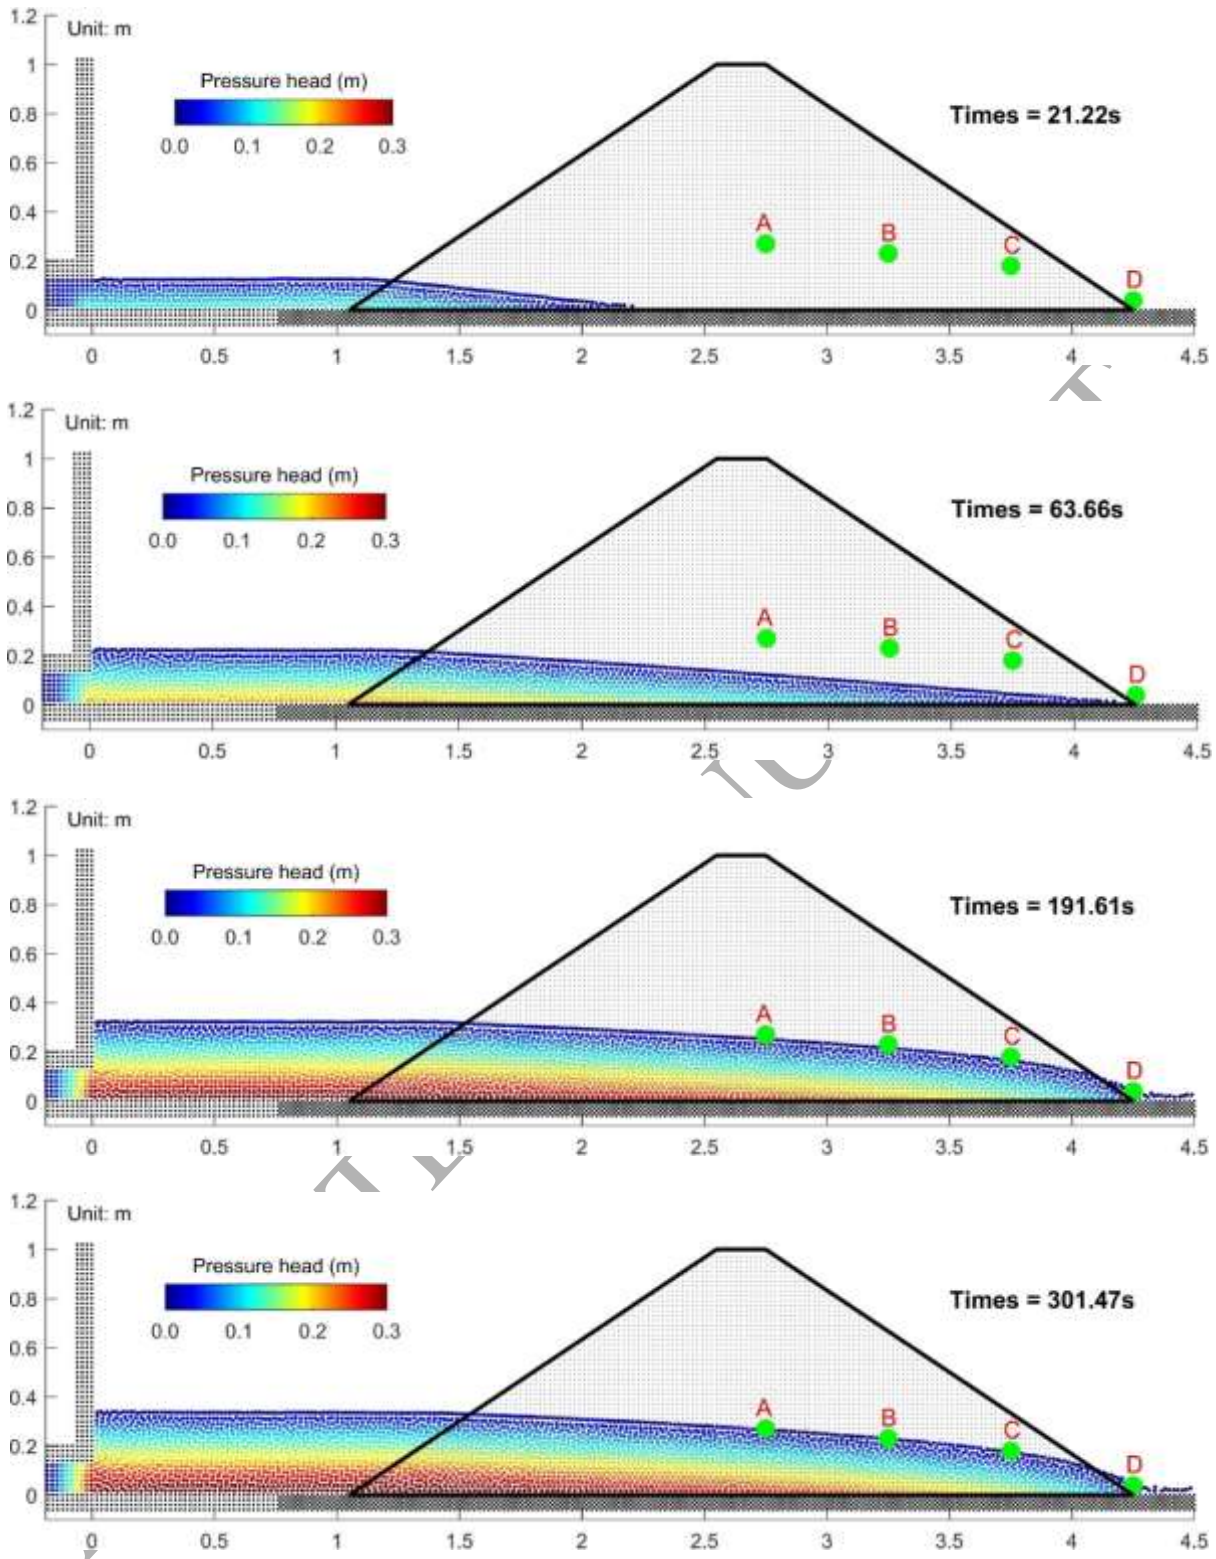 1.2
Unit: m
1
Pressure head (m)
Times = 21.22s
0.8
0.0 0.1 0.2 0.3
0.6
0.4
A
B
C
0.2
D
0
0 0.5 1 1.5 2 2.5 3 3.5 4 4.5
1.2
Unit: m
1
Pressure head (m)
Times = 63.66s
0.8
0.0 0.1 0.2 0.3
0.6
0.4
A
B
C
0.2
D
0
0 0.5 1 1.5 2 2.5 3 3.5 4 4.5
1.2
Unit: m
1
Pressure head (m)
Times = 191.61s
0.8
0.0 0.1 0.2 0.3
0.6
0.4
A
B
C
0.2
D
0
0 0.5 1 1.5 2 2.5 3 3.5 4 4.5
1.2
Unit: m
1
Pressure head (m)
Times = 301.47s
0.8
0.0 0.1 0.2 0.3
0.6
0.4
A
B
C
0.2
D
0
0 0.5 1 1.5 2 2.5 3 3.5 4 4.5